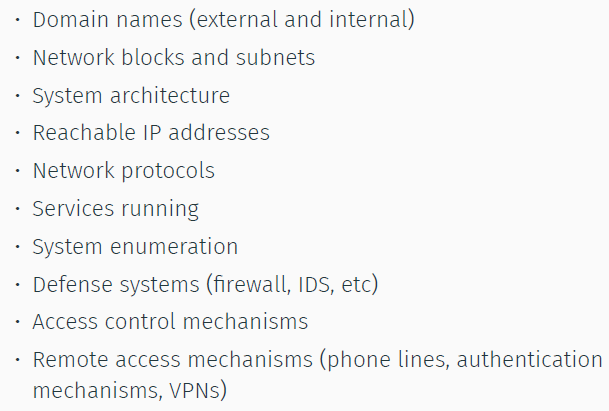 • Domain names (external and internal)
• Network blocks and subnets
• System architecture
• Reachable IP addresses
• Network protocols
• Services running
• System enumeration
• Defense systems (firewall, IDS, etc)
• Access control mechanisms
• Remote access mechanisms (phone lines, authentication
mechanisms, VPNs)